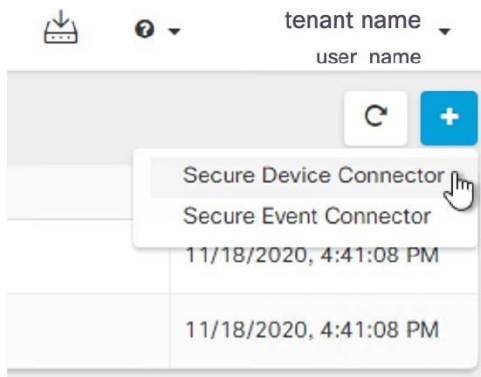 tenant name
user name
Secure Device Connector
Secure Event Connector
11/18/2020, 4:41:08 PM
11/18/2020, 4:41:08 PM